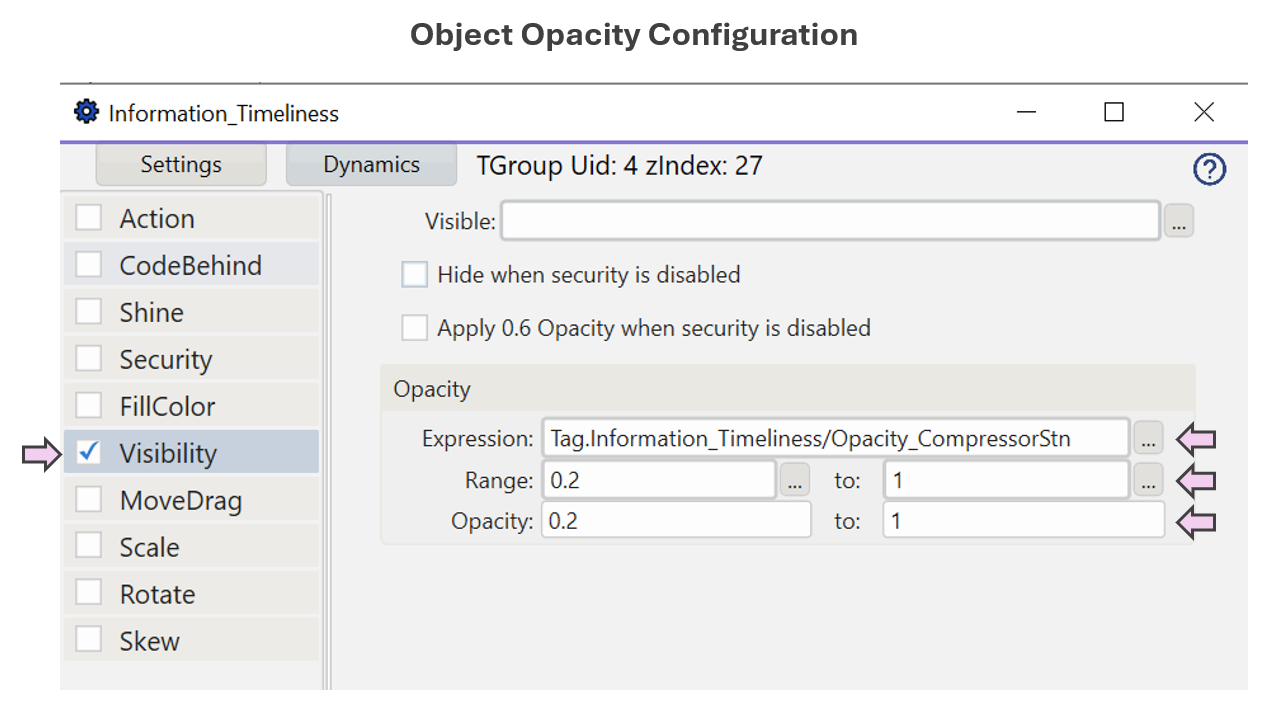 Object Opacity Configuration
Information_Timeliness
Settings Dynamics TGroup Uid: 4 zIndex: 27
Action
CodeBehind
Shine
Security
FillColor
Visibility
MoveDrag
Scale
Rotate
Skew
Visible: ...
Hide when security is disabled
Apply 0.6 Opacity when security is disabled
Opacity
Expression: Tag.Information_Timeliness/Opacity_CompressorStn ...
Range: 0.2 ... to: 1 ...
Opacity: 0.2 to: 1